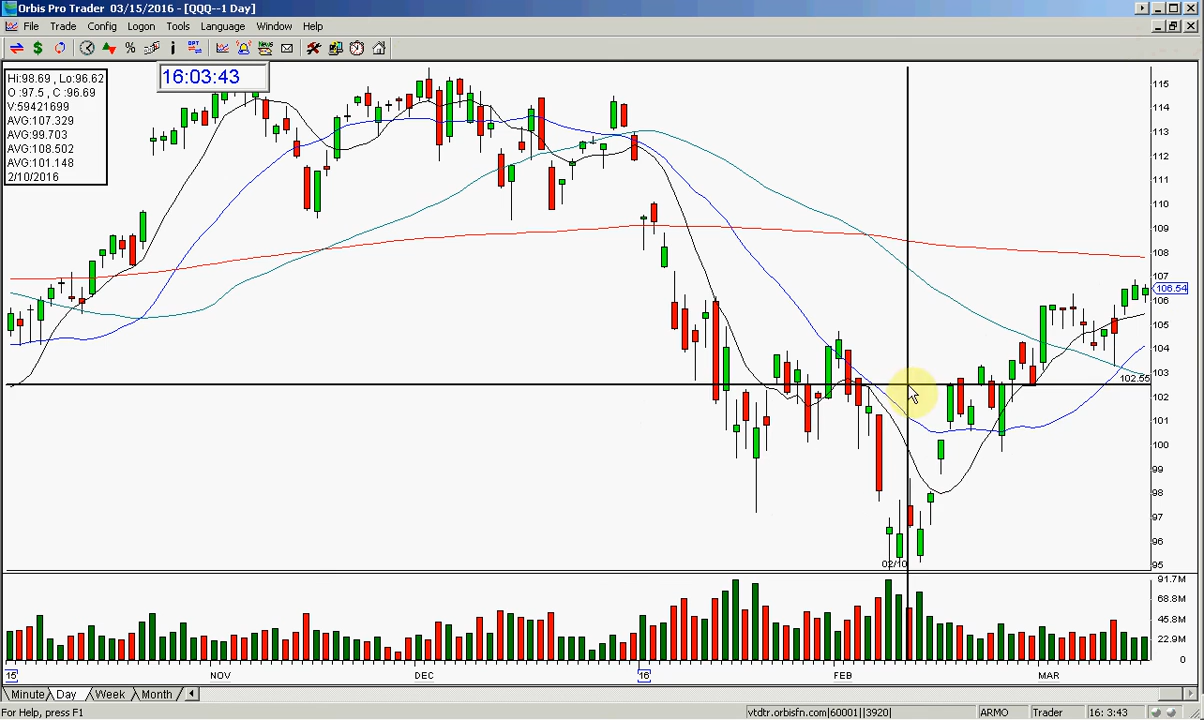 Orbis Pro Trader 03/15/2016 - [QQQ--1 Day]
File Trade Config Logon Tools Language Window Help
16:03:43
Hi:98.69 , Lo:96.62
O :97.5 , C :96.69
V:59421699
AVG:107.329
AVG:99.703
AVG:108.502
AVG:101.148
2/10/2016
115
114
113
112
111
110
109
108
107
106.54
106
105
104
103
102.55
102
101
100
99
98
97
96
02/10
95
91.7M
68.8M
45.8M
22.9M
0
15 NOV DEC 16 FEB MAR
Minute Day Week Month
For Help, press F1 vtdtr.orbisfn.com|60001||3920| ARMO Trader 16: 3:43